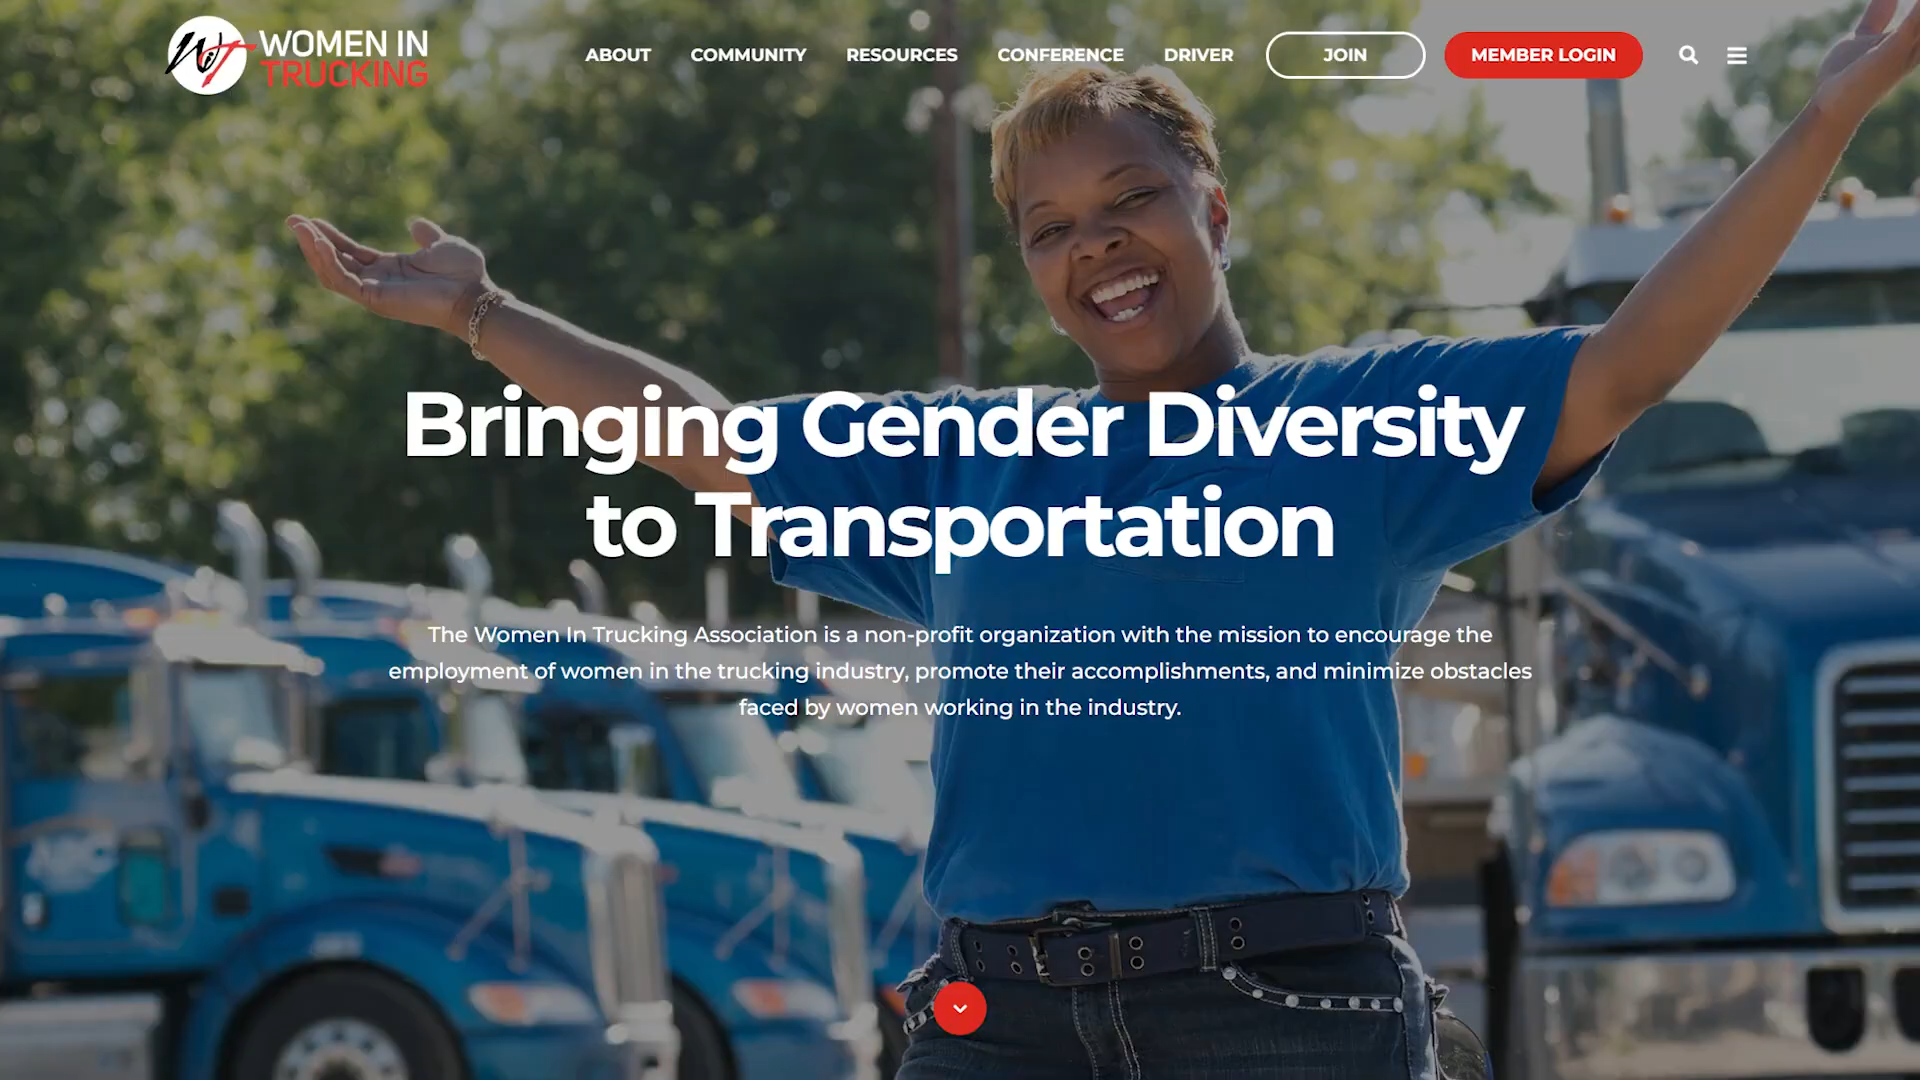 WiT WOMEN IN
TRUCKING
ABOUT COMMUNITY RESOURCES CONFERENCE DRIVER JOIN MEMBER LOGIN
Bringing Gender Diversity
to Transportation
The Women In Trucking Association is a non-profit organization with the mission to encourage the
employment of women in the trucking industry, promote their accomplishments, and minimize obstacles
faced by women working in the industry.
ABC